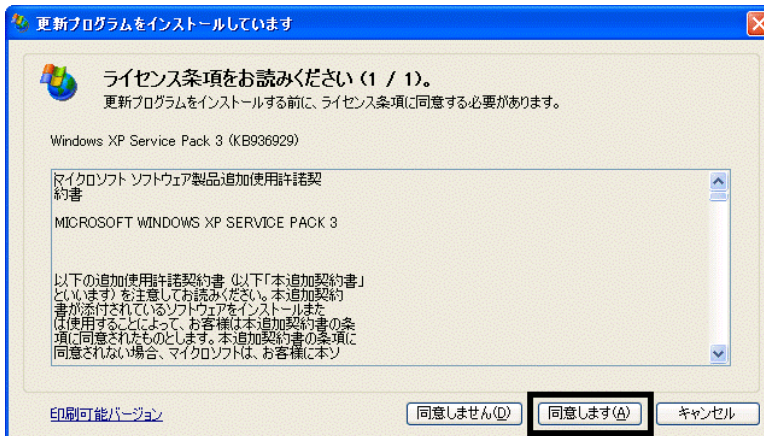 更新プログラムをインストールしています
ライセンス条項をお読みください (1 / 1)。
更新プログラムをインストールする前に、ライセンス条項に同意する必要があります。
Windows XP Service Pack 3 (KB936929)
マイクロソフト ソフトウェア製品追加使用許諾契
約書
MICROSOFT WINDOWS XP SERVICE PACK 3
以下の追加使用許諾契約書 (以下「本追加契約書」
といいます) を注意してお読みください。本追加契約
書が添付されているソフトウェアをインストールまた
は使用することによって、お客様は本追加契約書の条
項に同意されたものとします。本追加契約書の条項に
同意されない場合、マイクロソフトは、お客様に本ソ
印刷可能バージョン
同意しません(D)
同意します(A)
キャンセル